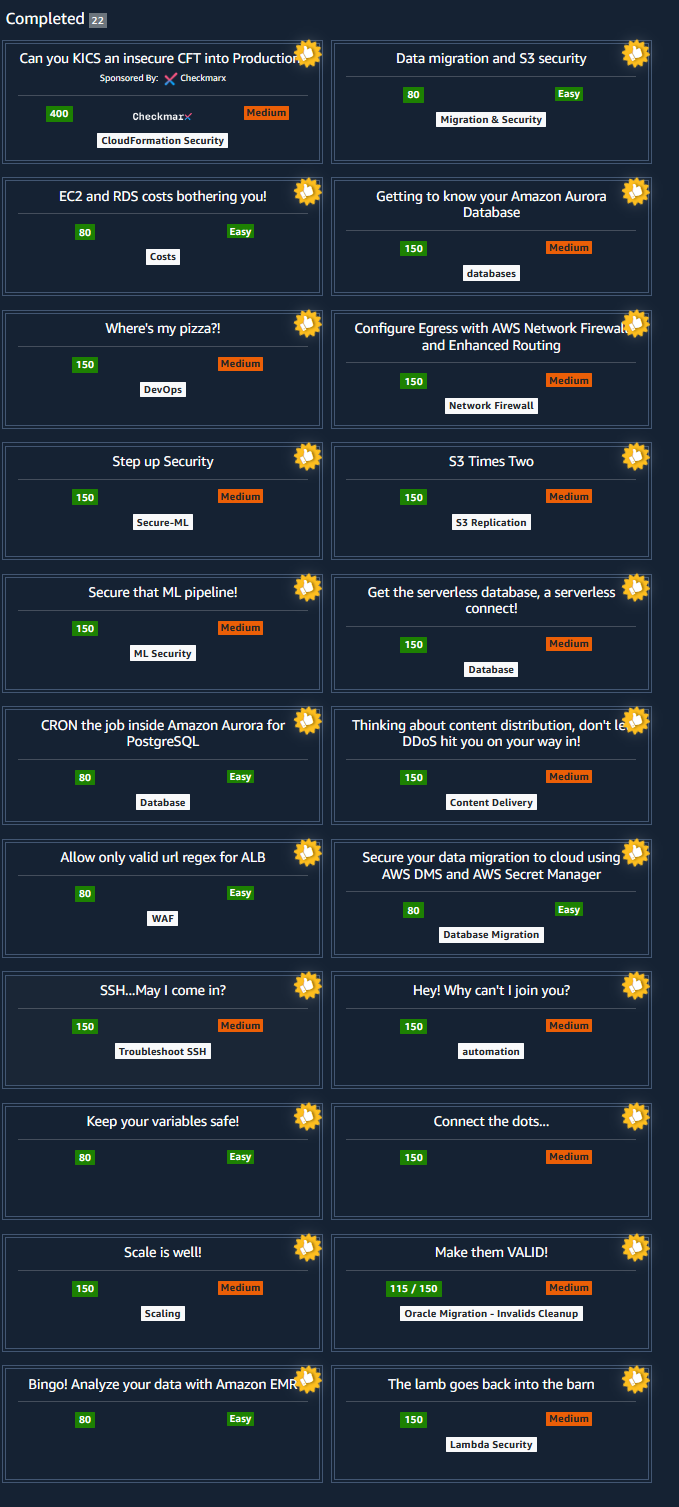 Completed 22
Can you KICS an insecure CFT into Production
Sponsored By: Checkmarx
400 Checkmarx Medium
CloudFormation Security
Data migration and S3 security
80 Easy
Migration & Security
EC2 and RDS costs bothering you!
80 Easy
Costs
Getting to know your Amazon Aurora
Database
150 Medium
databases
Where's my pizza?!
150 Medium
DevOps
Configure Egress with AWS Network Firewall
and Enhanced Routing
150 Medium
Network Firewall
Step up Security
150 Medium
Secure-ML
S3 Times Two
150 Medium
S3 Replication
Secure that ML pipeline!
150 Medium
ML Security
Get the serverless database, a serverless
connect!
150 Medium
Database
CRON the job inside Amazon Aurora for
PostgreSQL
80 Easy
Database
Thinking about content distribution, don't le
DDoS hit you on your way in!
150 Medium
Content Delivery
Allow only valid url regex for ALB
80 Easy
WAF
Secure your data migration to cloud using
AWS DMS and AWS Secret Manager
80 Easy
Database Migration
SSH...May I come in?
150 Medium
Troubleshoot SSH
Hey! Why can't I join you?
150 Medium
automation
Keep your variables safe!
80 Easy
Connect the dots...
150 Medium
Scale is well!
150 Medium
Scaling
Make them VALID!
115 / 150 Medium
Oracle Migration - Invalids Cleanup
Bingo! Analyze your data with Amazon EMR
80 Easy
The lamb goes back into the barn
150 Medium
Lambda Security